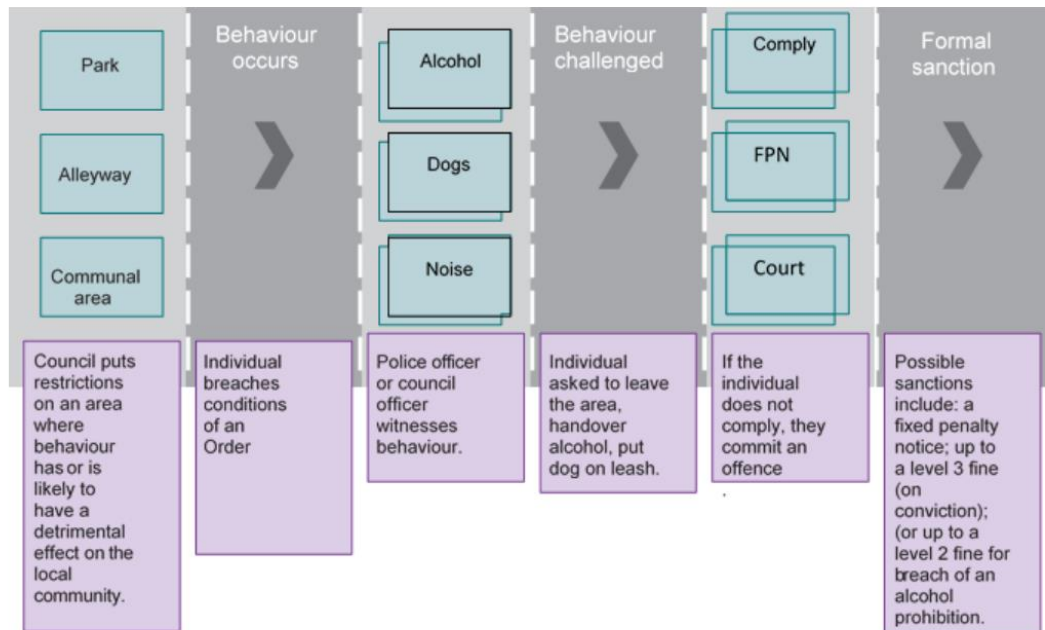 Park
Alleyway
Communal
area
Behaviour
occurs
Alcohol
Dogs
Noise
Behaviour
challenged
Comply
FPN
Court
Formal
sanction
Council puts
restrictions
on an area
where
behaviour
has or is
likely to
have a
detrimental
effect on the
local
community.
Individual
breaches
conditions
of an
Order
Police officer
or council
officer
witnesses
behaviour.
Individual
asked to leave
the area,
handover
alcohol, put
dog on leash.
If the
individual
does not
comply, they
commit an
offence
.
Possible
sanctions
include: a
fixed penalty
notice; up to
a level 3 fine
(on
conviction);
(or up to a
level 2 fine for
breach of an
alcohol
prohibition.